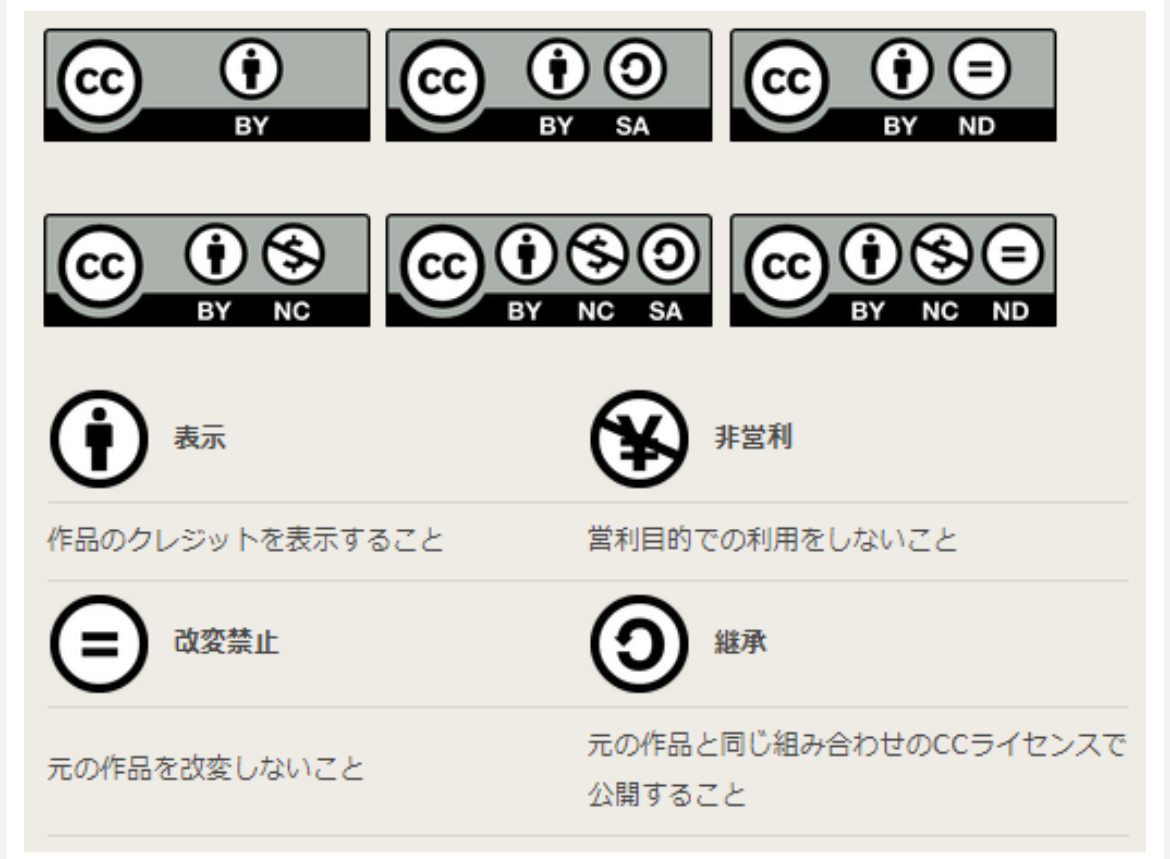 cc BY
cc BY SA
cc BY ND
cc BY NC
cc BY NC SA
cc BY NC ND
表示
非営利
作品のクレジットを表示すること
営利目的での利用をしないこと
改変禁止
継承
元の作品を改変しないこと
元の作品と同じ組み合わせのCCライセンスで
公開すること